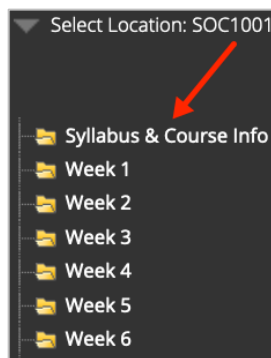 Select Location: SOC1001
Syllabus & Course Info
Week 1
Week 2
Week 3
Week 4
Week 5
Week 6